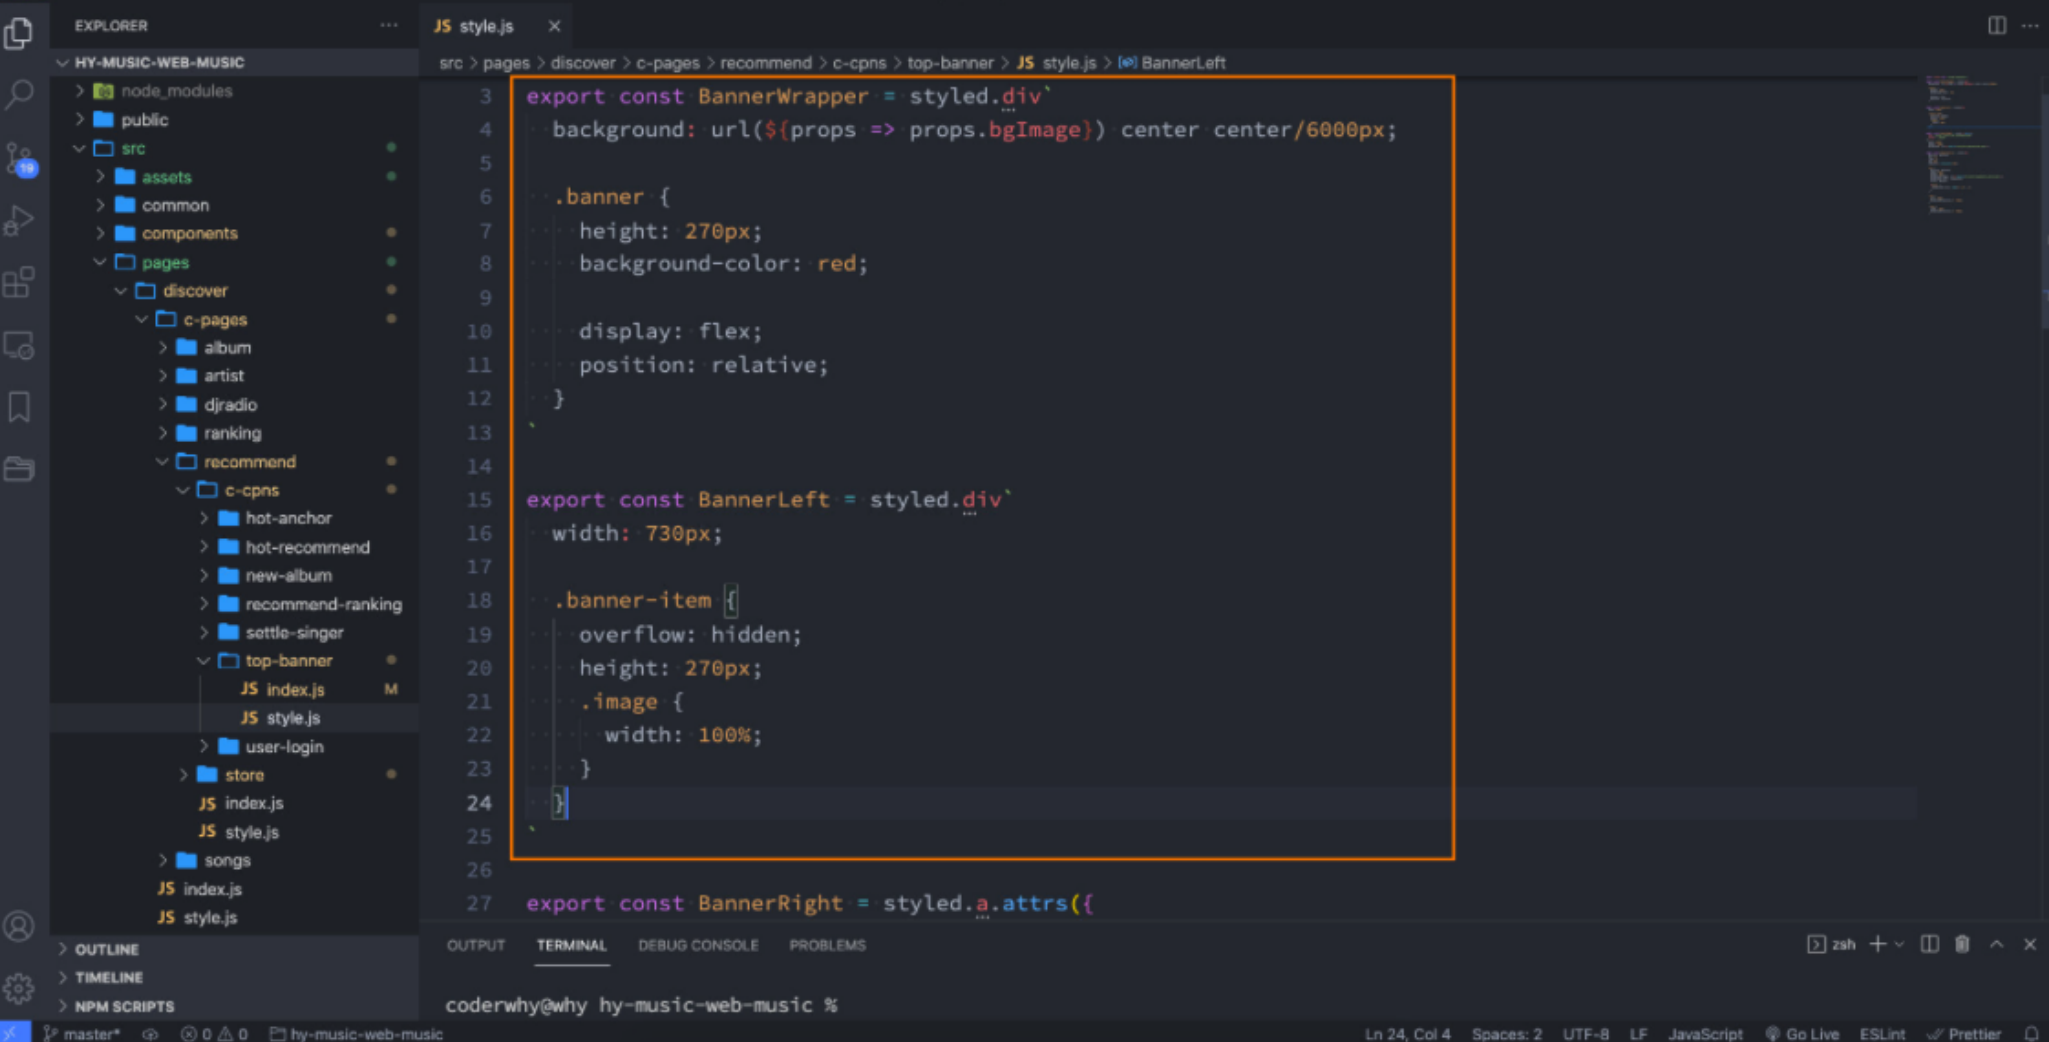 EXPLORER
HY-MUSIC-WEB-MUSIC
node_modules
public
src
assets
common
components
pages
discover
c-pages
album
artist
djradio
ranking
recommend
c-cpns
hot-anchor
hot-recommend
new-album
recommend-ranking
settle-singer
top-banner
JS index.js M
JS style.js
user-login
store
JS index.js
JS style.js
songs
JS index.js
JS style.js
OUTLINE
TIMELINE
NPM SCRIPTS
19
JS style.js
src > pages > discover > c-pages > recommend > c-cpns > top-banner > JS style.js > BannerLeft
3 export const BannerWrapper = styled.div`
4 background: url(${props => props.bgImage}) center center/6000px;
5
6 .banner {
7 height: 270px;
8 background-color: red;
9
10 display: flex;
11 position: relative;
12 }
13 `
14
15 export const BannerLeft = styled.div`
16 width: 730px;
17
18 .banner-item {
19 overflow: hidden;
20 height: 270px;
21 .image {
22 width: 100%;
23 }
24 }
25 `
26
27 export const BannerRight = styled.a.attrs({
OUTPUT TERMINAL DEBUG CONSOLE PROBLEMS zsh
coderwhy@why hy-music-web-music %
master* 0 0 hy-music-web-music Ln 24, Col 4 Spaces: 2 UTF-8 LF JavaScript Go Live ESLint Prettier